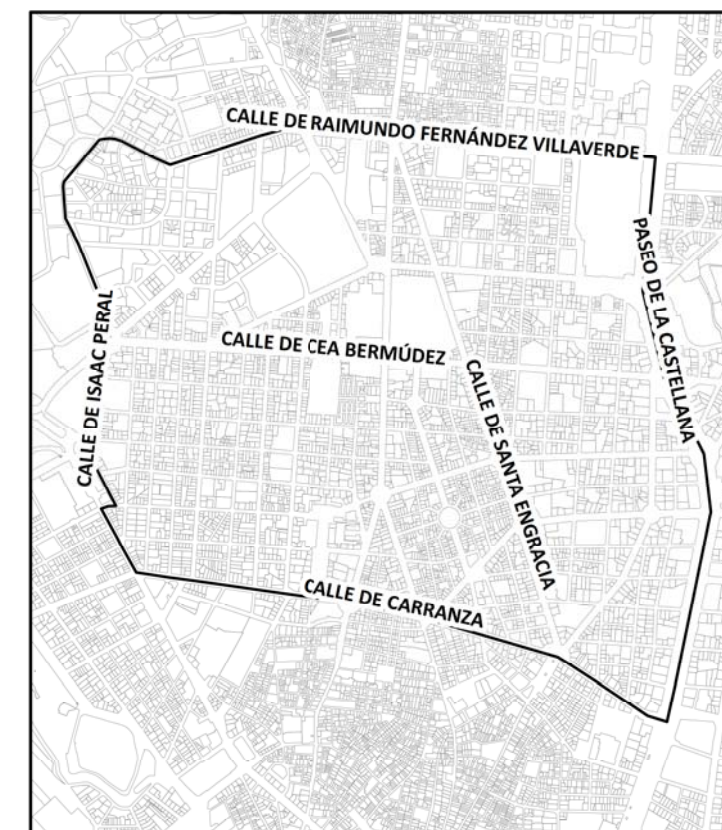 CALLE DE RAIMUNDO FERNÁNDEZ VILLAVERDE
PASEO DE LA CASTELLANA
CALLE DE ISAAC PERAL
CALLE DE CEA BERMÚDEZ
CALLE DE SANTA ENGRACIA
CALLE DE CARRANZA